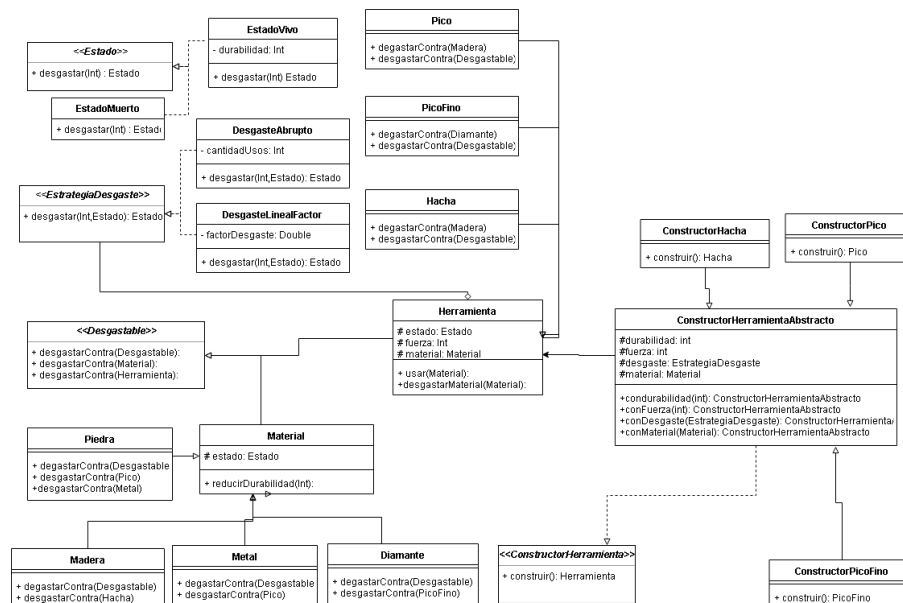 <<Estado>>
+ desgastar(Int) : Estado
EstadoVivo
- durabilidad: Int
+ desgastar(Int) Estado
EstadoMuerto
+ desgastar(Int) : Estado
DesgasteAbrupto
- cantidadUsos: Int
+ desgastar(Int,Estado): Estado
<<EstrategiaDesgaste>>
+ desgastar(Int,Estado): Estado
DesgasteLinealFactor
- factorDesgaste: Double
+ desgastar(Int,Estado): Estado
Pico
+ degastarContra(Madera)
+ desgastarContra(Desgastable)
PicoFino
+ degastarContra(Diamante)
+ desgastarContra(Desgastable)
Hacha
+ degastarContra(Madera)
+ desgastarContra(Desgastable)
ConstructorHacha
+ construir(): Hacha
ConstructorPico
+ construir(): Pico
<<Desgastable>>
+ desgastarContra(Desgastable):
+ desgastarContra(Material):
+ desgastarContra(Herramienta):
Herramienta
# estado: Estado
# fuerza: Int
# material: Material
+ usar(Material):
+desgastarMaterial(Material):
ConstructorHerramientaAbstracto
#durabilidad: int
#fuerza: int
#desgaste: EstrategiaDesgaste
#material: Material
+condurabilidad(int): ConstructorHerramientaAbstracto
+conFuerza(int): ConstructorHerramientaAbstracto
+conDesgaste(EstrategiaDesgaste): ConstructorHerramienta
+conMaterial(Material): ConstructorHerramientaAbstracto
Piedra
+ degastarContra(Desgastable
+ desgastarContra(Pico)
+desgastarContra(Metal)
Material
# estado: Estado
+ reducirDurabilidad(Int):
Madera
+ degastarContra(Desgastable)
+ desgastarContra(Hacha)
Metal
+ degastarContra(Desgastable
+ desgastarContra(Pico)
Diamante
+ degastarContra(Desgastable)
+ desgastarContra(PicoFino)
<<ConstructorHerramienta>>
+ construir(): Herramienta
ConstructorPicoFino
+ construir(): PicoFino